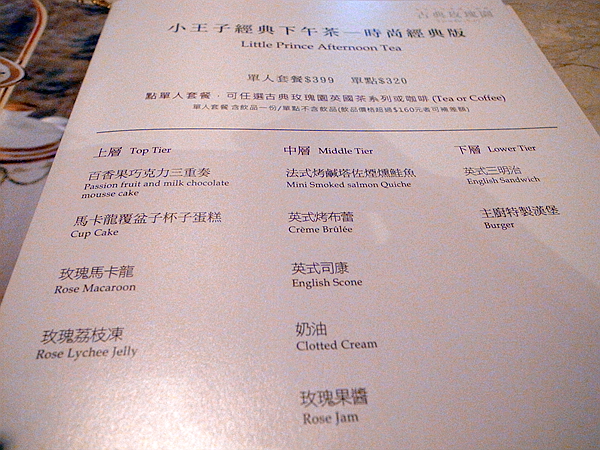 古典玫瑰園
小王子經典下午茶—時尚經典版
Little Prince Afternoon Tea
單人套餐$399 單點$320
點單人套餐，可任選古典玫瑰園英國茶系列或咖啡 (Tea or Coffee)
單人套餐含飲品一份/單點不含飲品(飲品價格超過$160元者可補差額)
上層 Top Tier
百香果巧克力三重奏
Passion fruit and milk chocolate
mousse cake
馬卡龍覆盆子杯子蛋糕
Cup Cake
玫瑰馬卡龍
Rose Macaroon
玫瑰荔枝凍
Rose Lychee Jelly
中層 Middle Tier
法式烤鹹塔佐煙燻鮭魚
Mini Smoked salmon Quiche
英式烤布蕾
Crème Brûlée
英式司康
English Scone
奶油
Clotted Cream
玫瑰果醬
Rose Jam
下層 Lower Tier
英式三明治
English Sandwich
主廚特製漢堡
Burger